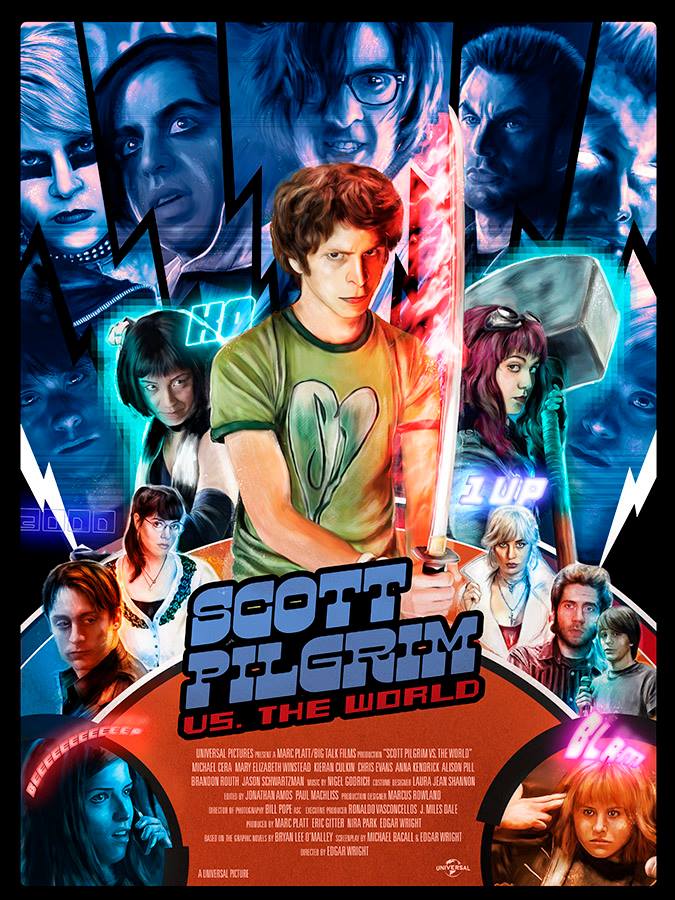 KO
1 UP
3000
SCOTT
PILGRIM
VS. THE WORLD
BEEEEEEEEEEEEP
BLAM
UNIVERSAL PICTURES PRESENT A MARC PLATT/BIG TALK FILMS PRODUCTION "SCOTT PILGRIM VS. THE WORLD"
MICHAEL CERA MARY ELIZABETH WINSTEAD KIERAN CULKIN CHRIS EVANS ANNA KENDRICK ALISON PILL
BRANDON ROUTH JASON SCHWARTZMAN MUSIC BY NIGEL GODRICH COSTUME DESIGNER LAURA JEAN SHANNON
EDITED BY JONATHAN AMOS PAUL MACHLISS PRODUCTION DESIGNER MARCUS ROWLAND
DIRECTOR OF PHOTOGRAPHY BILL POPE ASC EXECUTIVE PRODUCER RONALDO VASCONCELLOS J. MILES DALE
PRODUCED BY MARC PLATT ERIC GITTER NIRA PARK EDGAR WRIGHT
BASED ON THE GRAPHIC NOVELS BY BRYAN LEE O'MALLEY SCREENPLAY BY MICHAEL BACALL & EDGAR WRIGHT
DIRECTED BY EDGAR WRIGHT
A UNIVERSAL PICTURE
UNIVERSAL